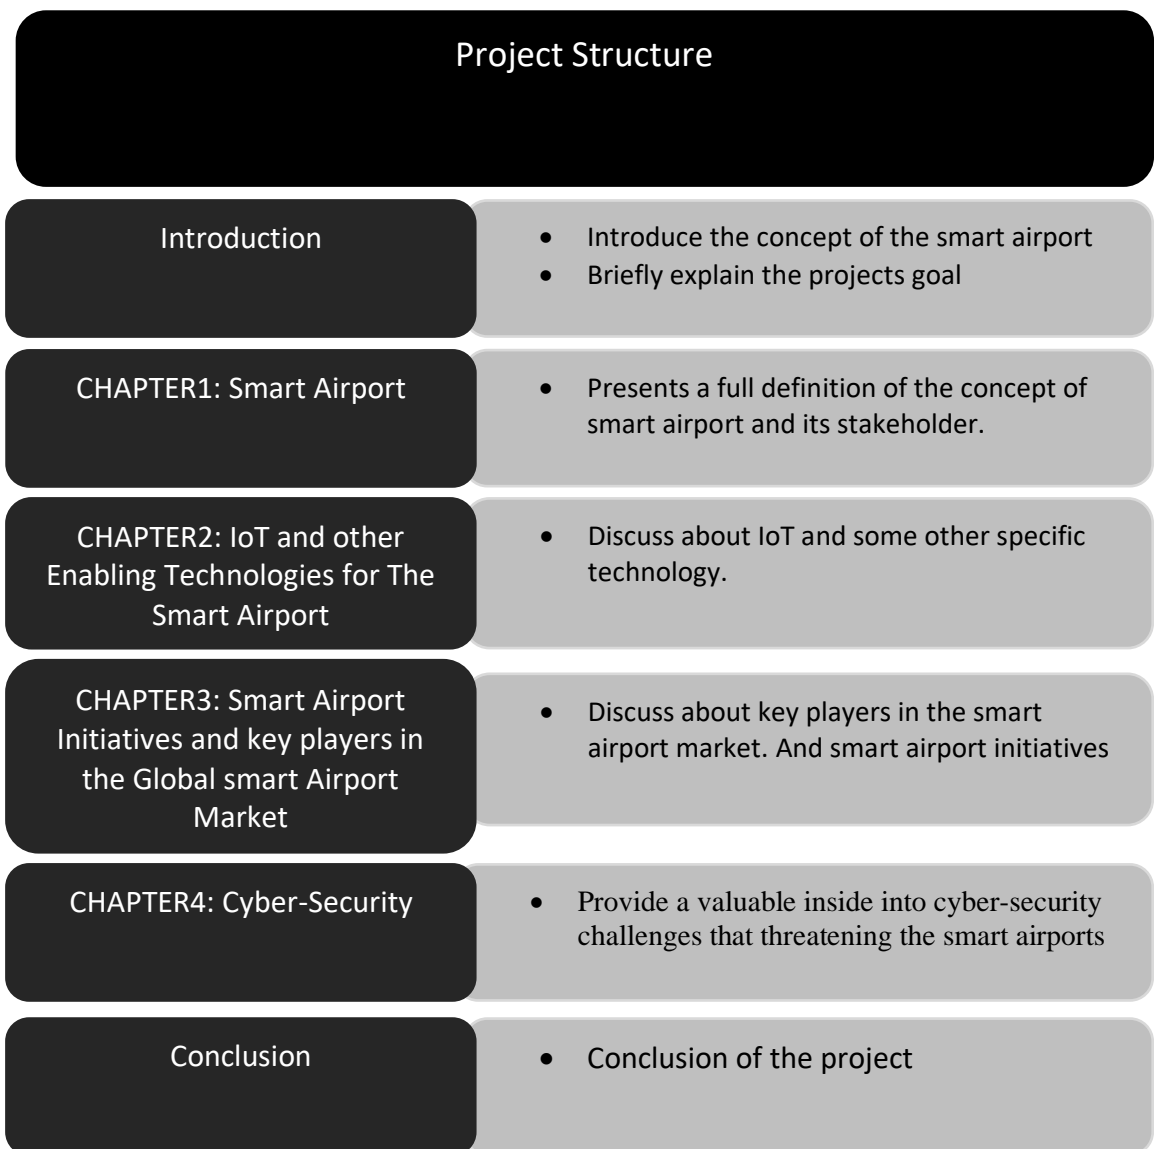 Project Structure
Introduction
• Introduce the concept of the smart airport
• Briefly explain the projects goal
CHAPTER1: Smart Airport
• Presents a full definition of the concept of
smart airport and its stakeholder.
CHAPTER2: IoT and other
Enabling Technologies for The
Smart Airport
• Discuss about IoT and some other specific
technology.
CHAPTER3: Smart Airport
Initiatives and key players in
the Global smart Airport
Market
• Discuss about key players in the smart
airport market. And smart airport initiatives
CHAPTER4: Cyber-Security
• Provide a valuable inside into cyber-security
challenges that threatening the smart airports
Conclusion
• Conclusion of the project